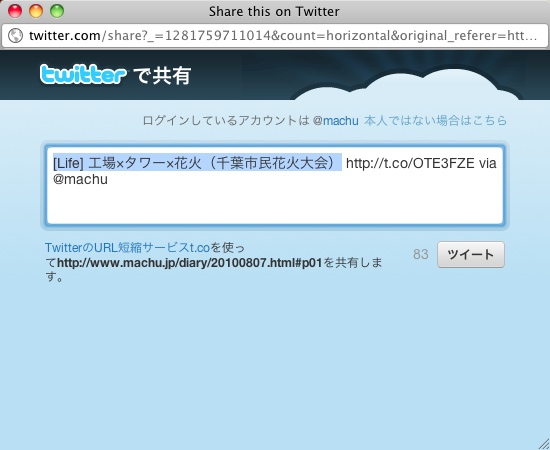 Share this on Twitter
twitter.com/share?_=1281759711014&count=horizontal&original_referer=htt...
twitter で共有
ログインしているアカウントは @machu 本人ではない場合はこちら
[Life] 工場×タワー×花火（千葉市民花火大会） http://t.co/OTE3FZE via
@machu
TwitterのURL短縮サービスt.coを使っ
てhttp://www.machu.jp/diary/20100807.html#p01を共有しま
す。
83 ツイート